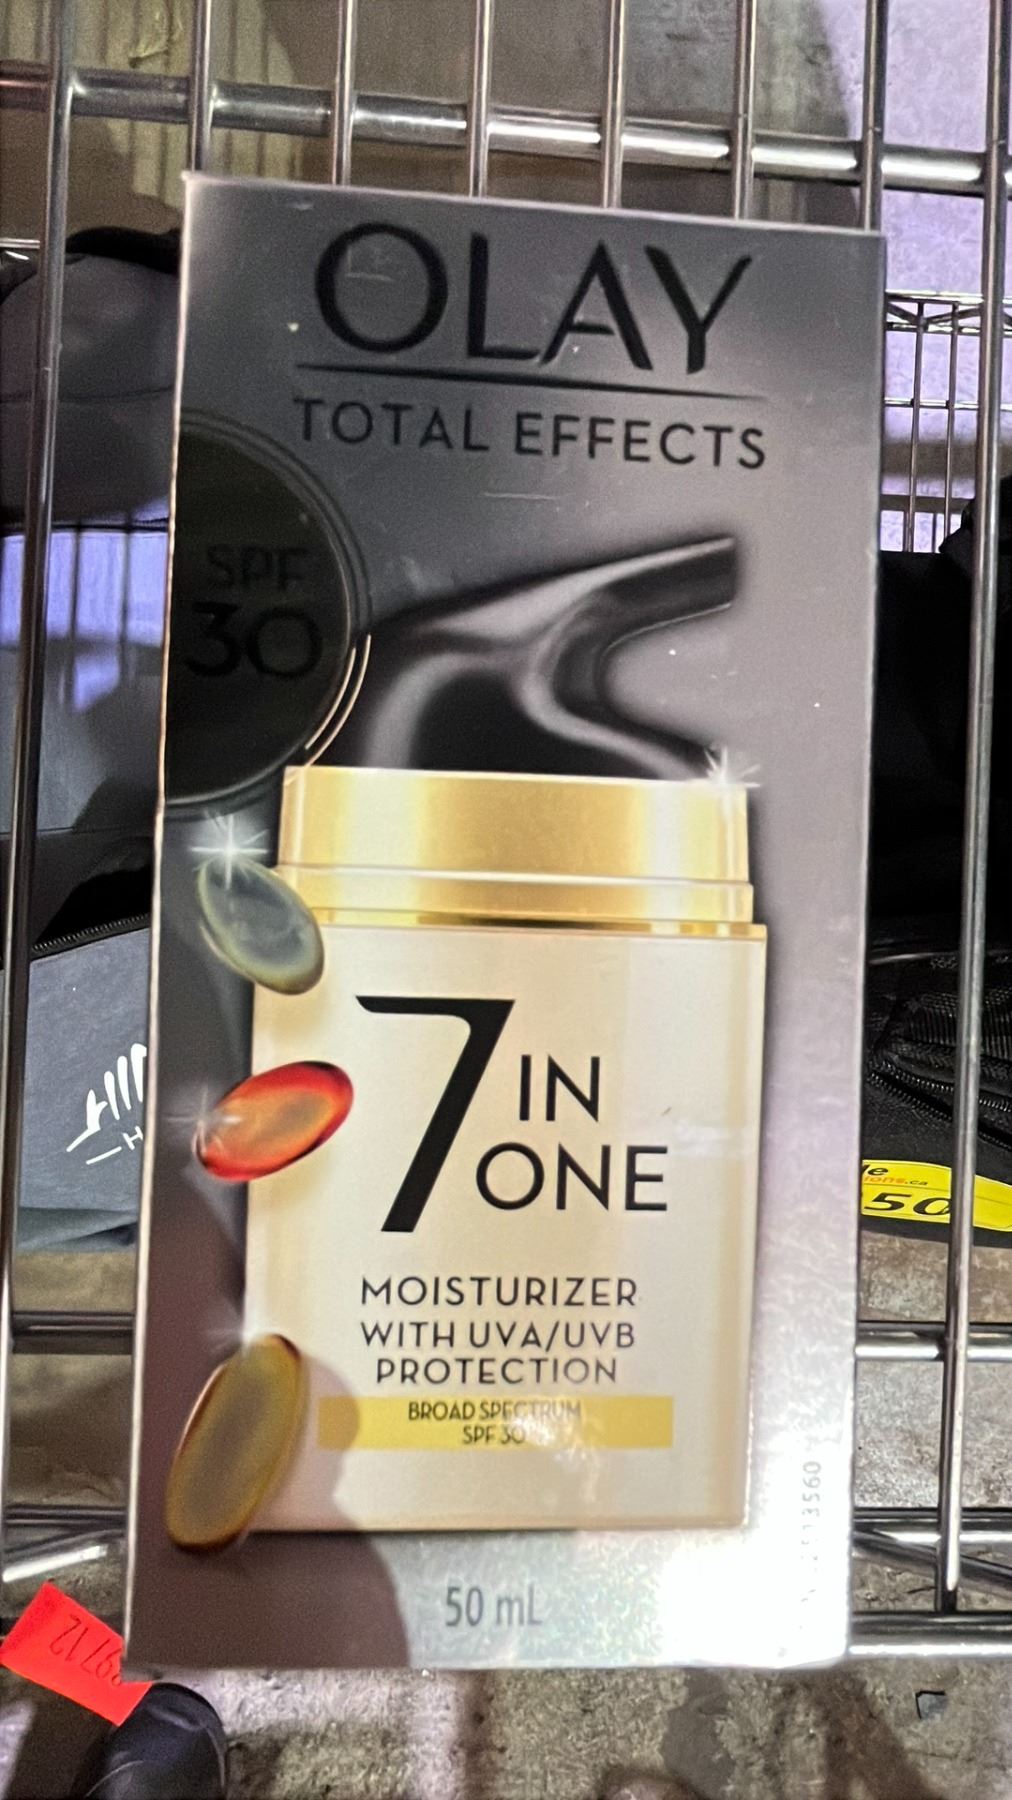 OLAY
TOTAL EFFECTS
SPF
30
7 IN
ONE
MOISTURIZER
WITH UVA/UVB
PROTECTION
BROAD SPECTRUM
SPF 30
50 mL
50